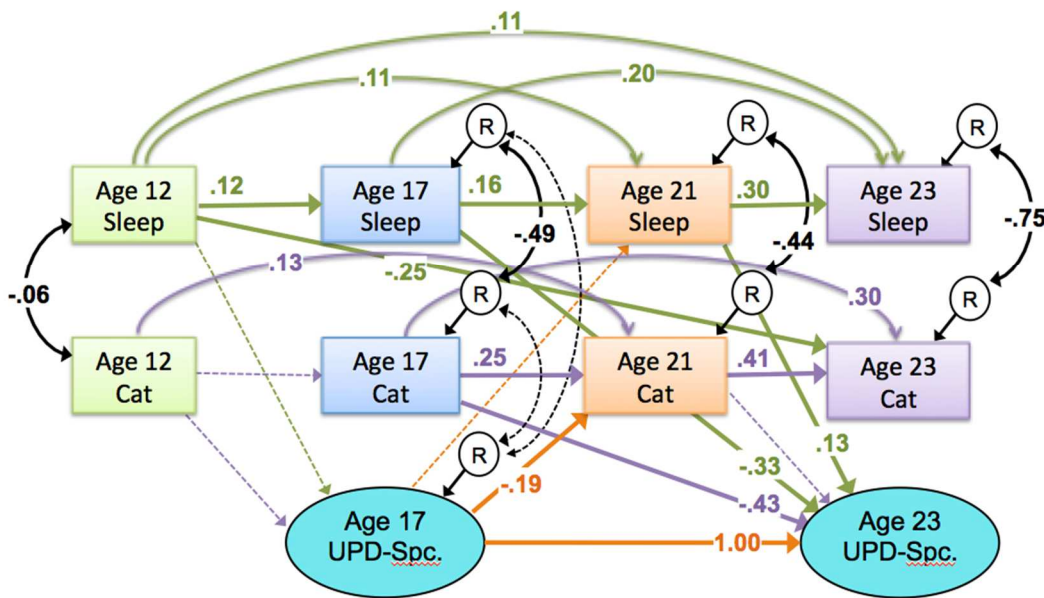 .11
.11
.20
R
R
R
Age 12
Sleep
.12
Age 17
Sleep
.16
Age 21
Sleep
.30
Age 23
Sleep
-.49
-.44
-.75
-.06
.13
-.25
R
R
R
.30
Age 12
Cat
Age 17
Cat
.25
Age 21
Cat
.41
Age 23
Cat
R
-.19
-.33
.13
-.43
Age 17
UPD-Spc.
1.00
Age 23
UPD-Spc.